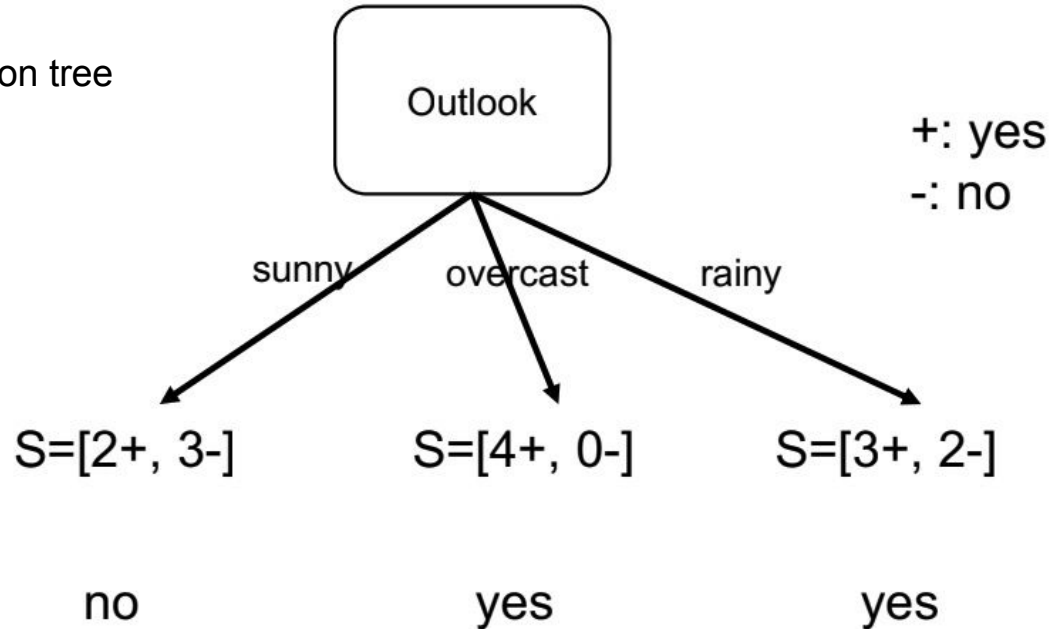 on tree
Outlook
+: yes
-: no
sunny overcast rainy
S=[2+, 3-] S=[4+, 0-] S=[3+, 2-]
no yes yes